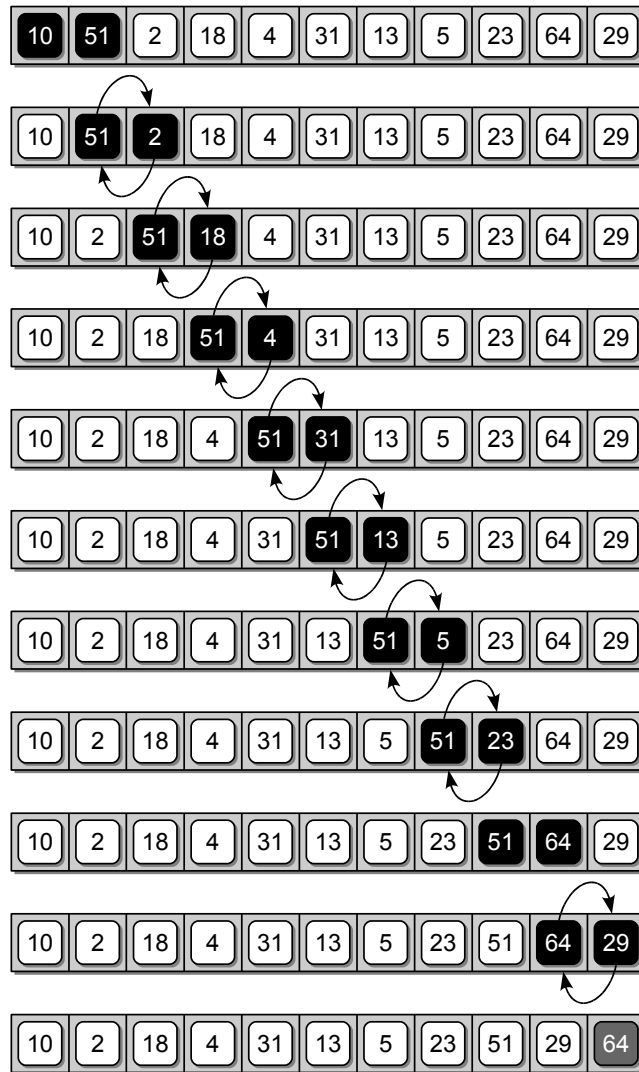 10 51 2 18 4 31 13 5 23 64 29
10 51 2 18 4 31 13 5 23 64 29
10 2 51 18 4 31 13 5 23 64 29
10 2 18 51 4 31 13 5 23 64 29
10 2 18 4 51 31 13 5 23 64 29
10 2 18 4 31 51 13 5 23 64 29
10 2 18 4 31 13 51 5 23 64 29
10 2 18 4 31 13 5 51 23 64 29
10 2 18 4 31 13 5 23 51 64 29
10 2 18 4 31 13 5 23 51 64 29
10 2 18 4 31 13 5 23 51 29 64